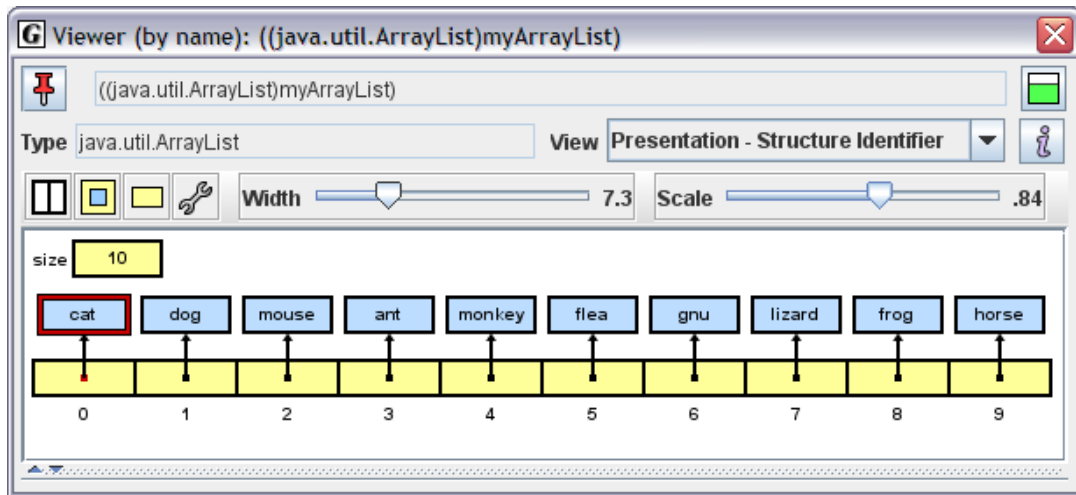 G Viewer (by name): ((java.util.ArrayList)myArrayList)
((java.util.ArrayList)myArrayList)
Type java.util.ArrayList View Presentation - Structure Identifier i
Width 7.3 Scale .84
size 10
cat dog mouse ant monkey flea gnu lizard frog horse
0 1 2 3 4 5 6 7 8 9